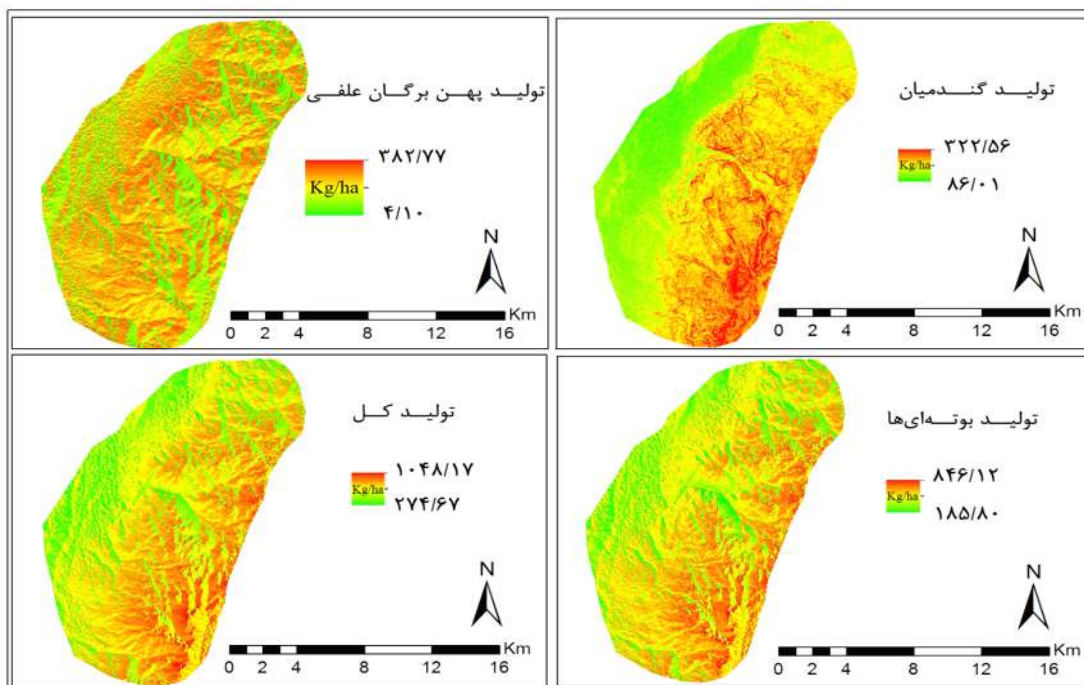 تولید پهن برگان علفی
۳۸۲/۷۷
Kg/ha
۴/۱۰
N
Km
0 2 4 8 12 16
تولید گندمیان
۳۲۲/۵۶
Kg/ha
۸۶/۰۱
N
Km
0 2 4 8 12 16
تولید کل
۱۰۴۸/۱۷
Kg/ha
۲۷۴/۶۷
N
Km
0 2 4 8 12 16
تولید بوته‌ای‌ها
۸۴۶/۱۲
Kg/ha
۱۸۵/۸۰
N
Km
0 2 4 8 12 16